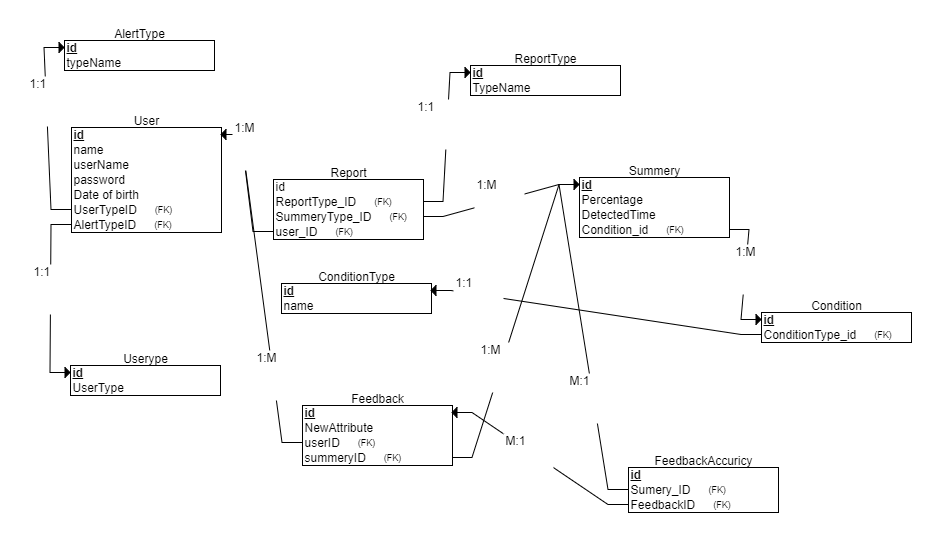 AlertType
id
typeName
1:1
User
id
name
userName
password
Date of birth
UserTypeID (FK)
AlertTypeID (FK)
1:M
1:1
Userype
id
UserType
ReportType
id
TypeName
1:1
Report
id
ReportType_ID (FK)
SummeryType_ID (FK)
user_ID (FK)
1:M
Summery
id
Percentage
DetectedTime
Condition_id (FK)
1:M
ConditionType
id
name
1:1
Condition
id
ConditionType_id (FK)
1:M
1:M
M:1
Feedback
id
NewAttribute
userID (FK)
summeryID (FK)
M:1
FeedbackAccuricy
id
Sumery_ID (FK)
FeedbackID (FK)